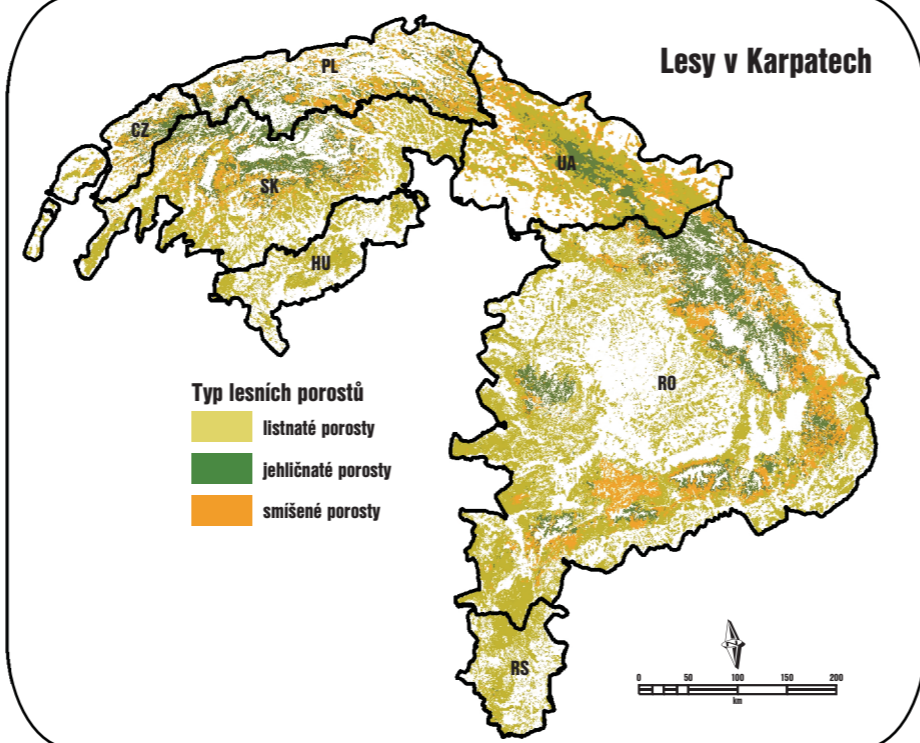 Lesy v Karpatech
PL
CZ
SK
UA
HU
RO
RS
Typ lesních porostů
listnaté porosty
jehličnaté porosty
smíšené porosty
N
0 50 100 150 200
km